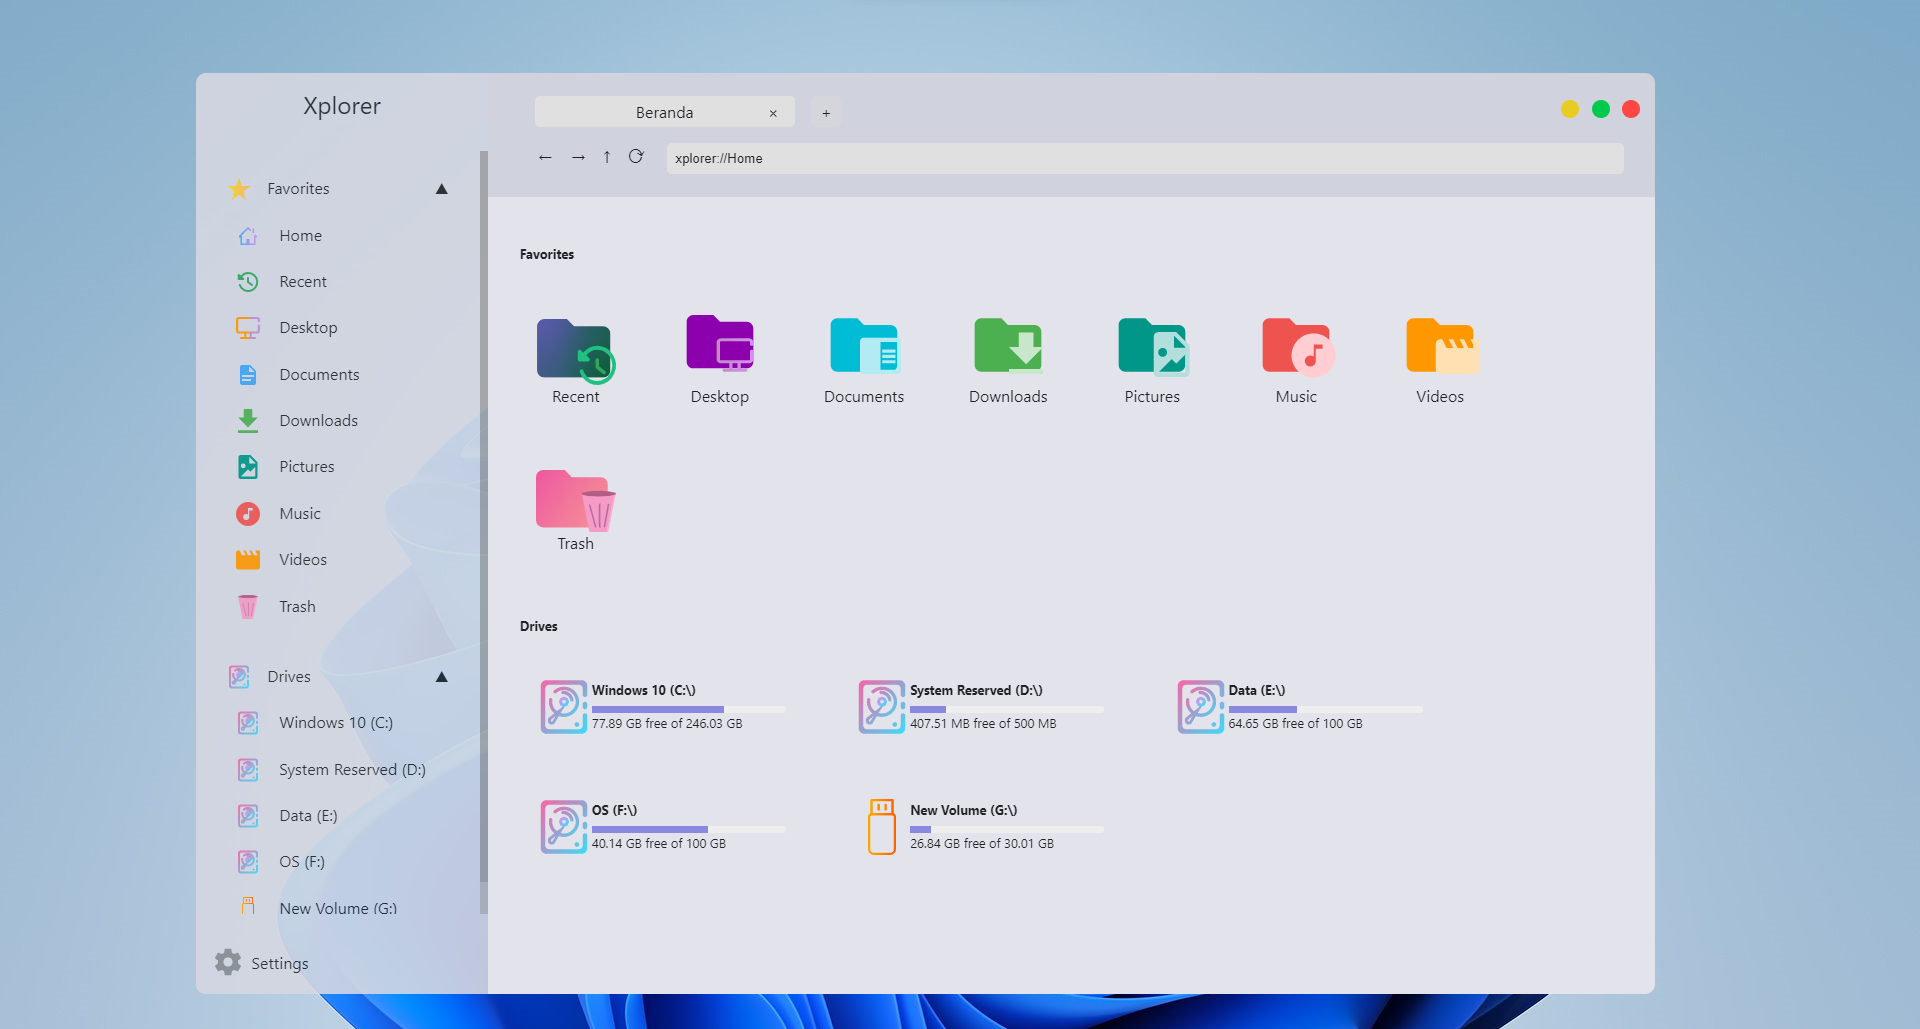 Xplorer
Favorites
Home
Recent
Desktop
Documents
Downloads
Pictures
Music
Videos
Trash
Drives
Windows 10 (C:)
System Reserved (D:)
Data (E:)
OS (F:)
New Volume (G:)
Settings
Beranda × +
← → ↑ xplorer://Home
Favorites
Recent Desktop Documents Downloads Pictures Music Videos
Trash
Drives
Windows 10 (C:\) System Reserved (D:\) Data (E:\)
77.89 GB free of 246.03 GB 407.51 MB free of 500 MB 64.65 GB free of 100 GB
OS (F:\) New Volume (G:\)
40.14 GB free of 100 GB 26.84 GB free of 30.01 GB